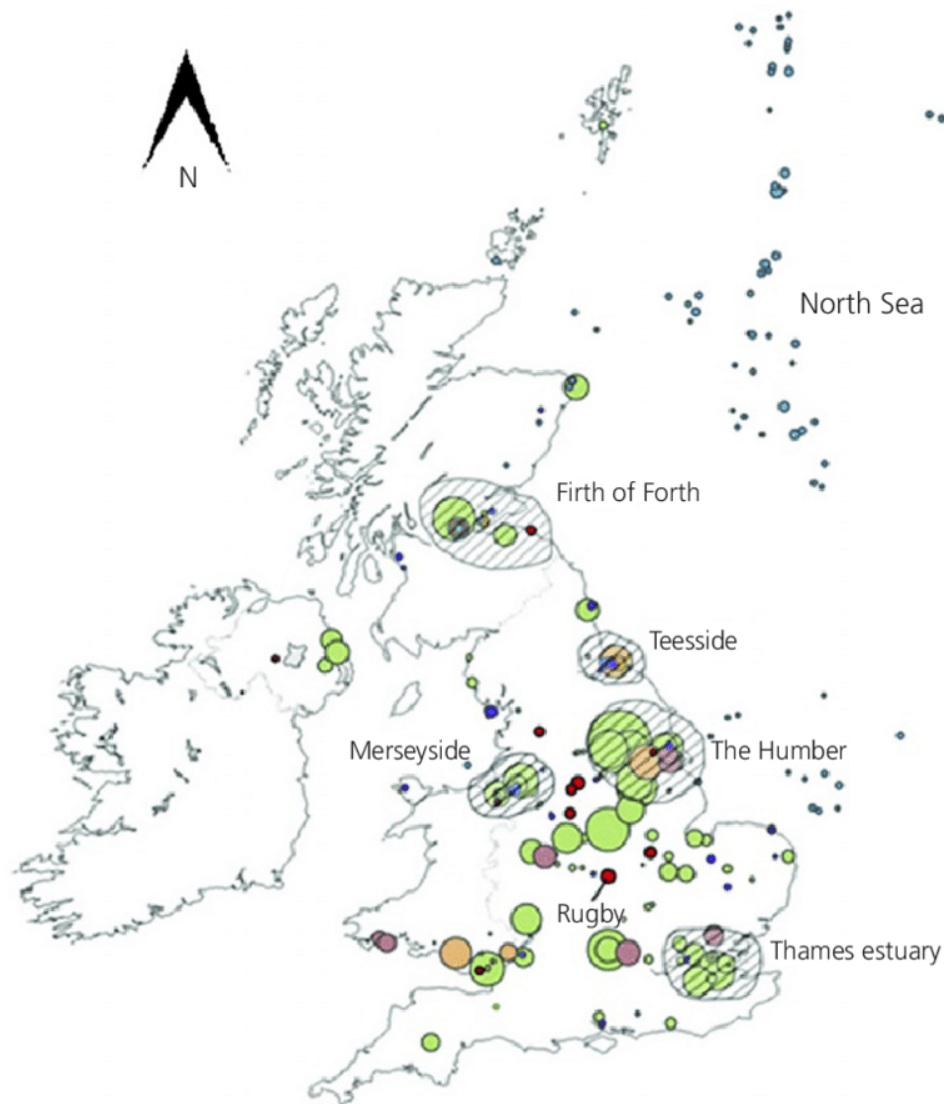 N
North Sea
Firth of Forth
Teesside
Merseyside
The Humber
Rugby
Thames estuary